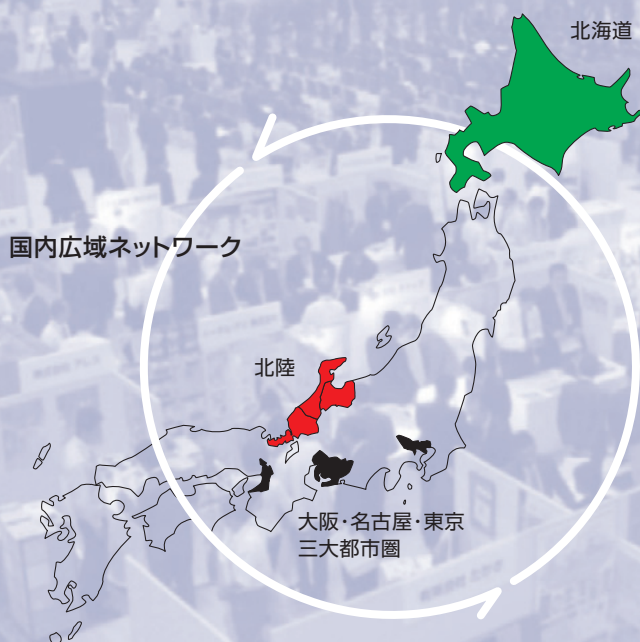 北海道
国内広域ネットワーク
北陸
大阪・名古屋・東京
三大都市圏